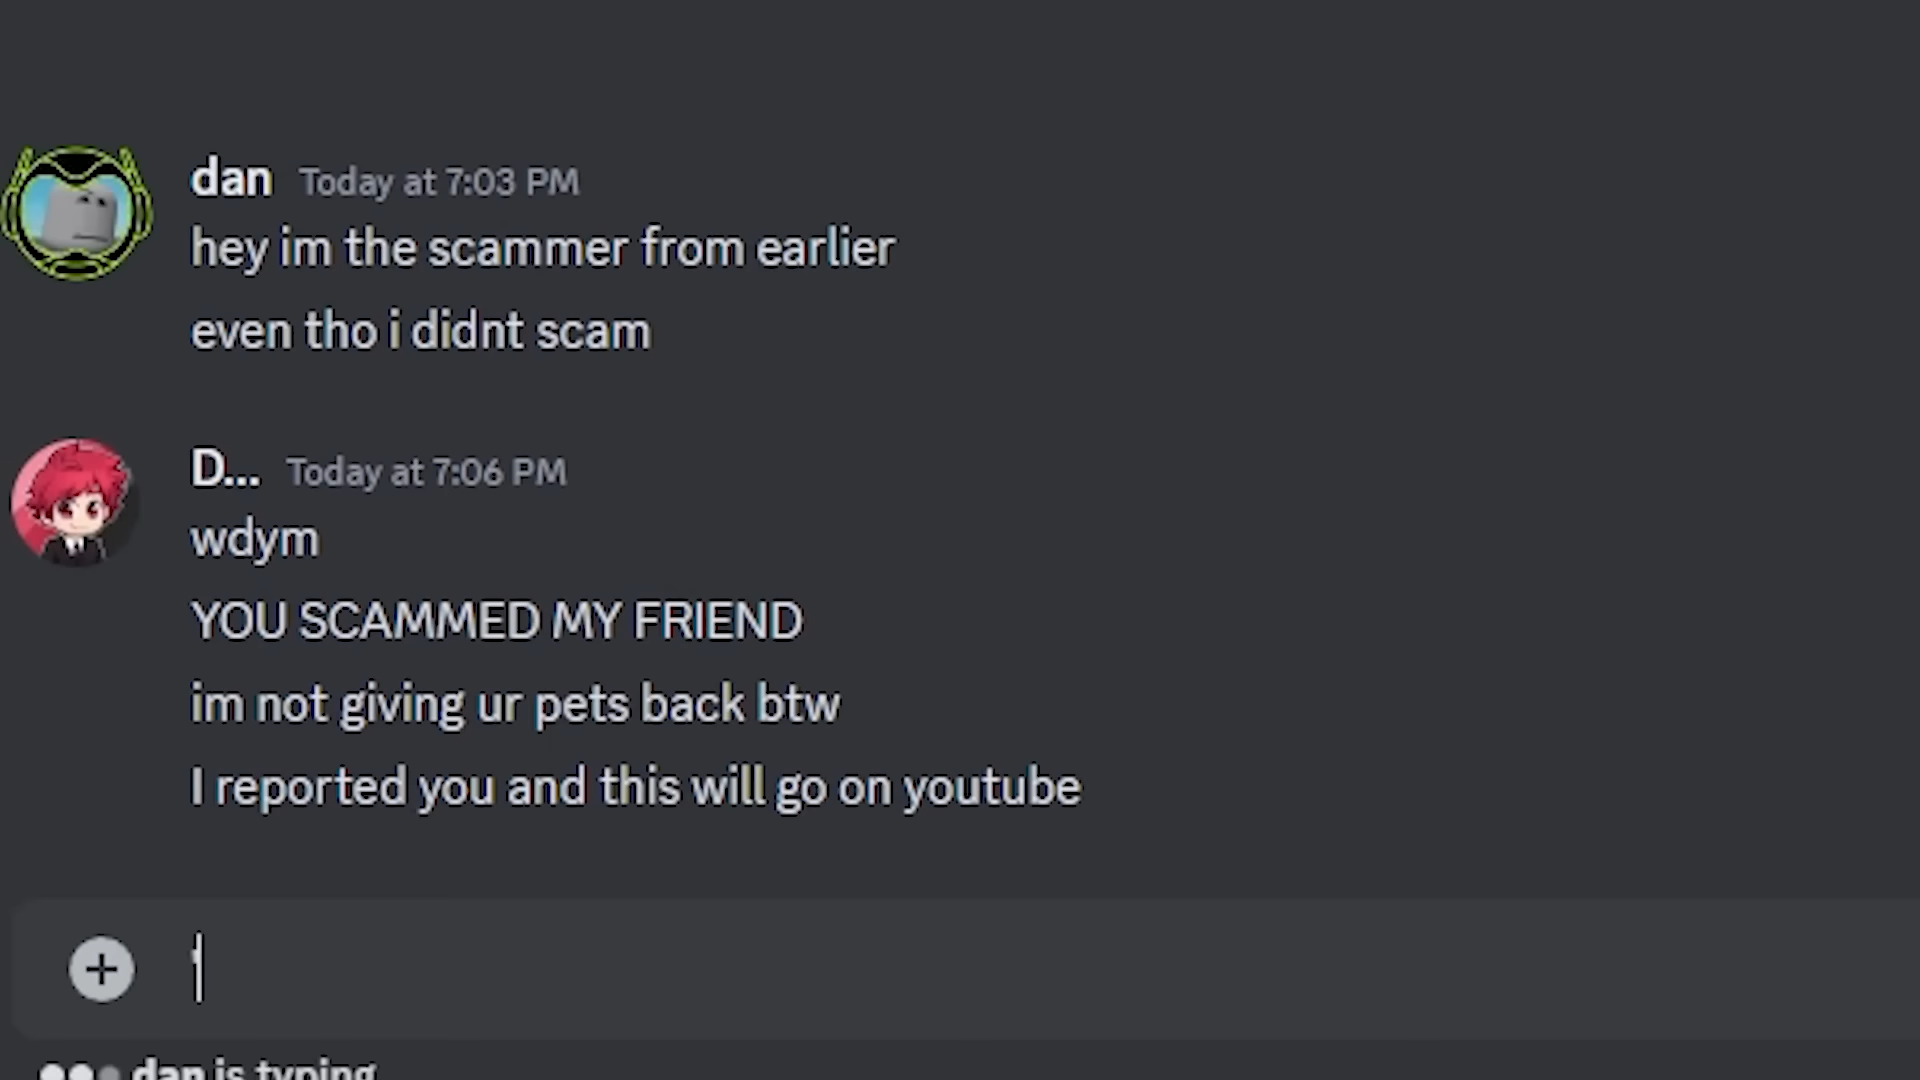 dan Today at 7:03 PM
hey im the scammer from earlier
even tho i didnt scam
D... Today at 7:06 PM
wdym
YOU SCAMMED MY FRIEND
im not giving ur pets back btw
I reported you and this will go on youtube
dan is typing